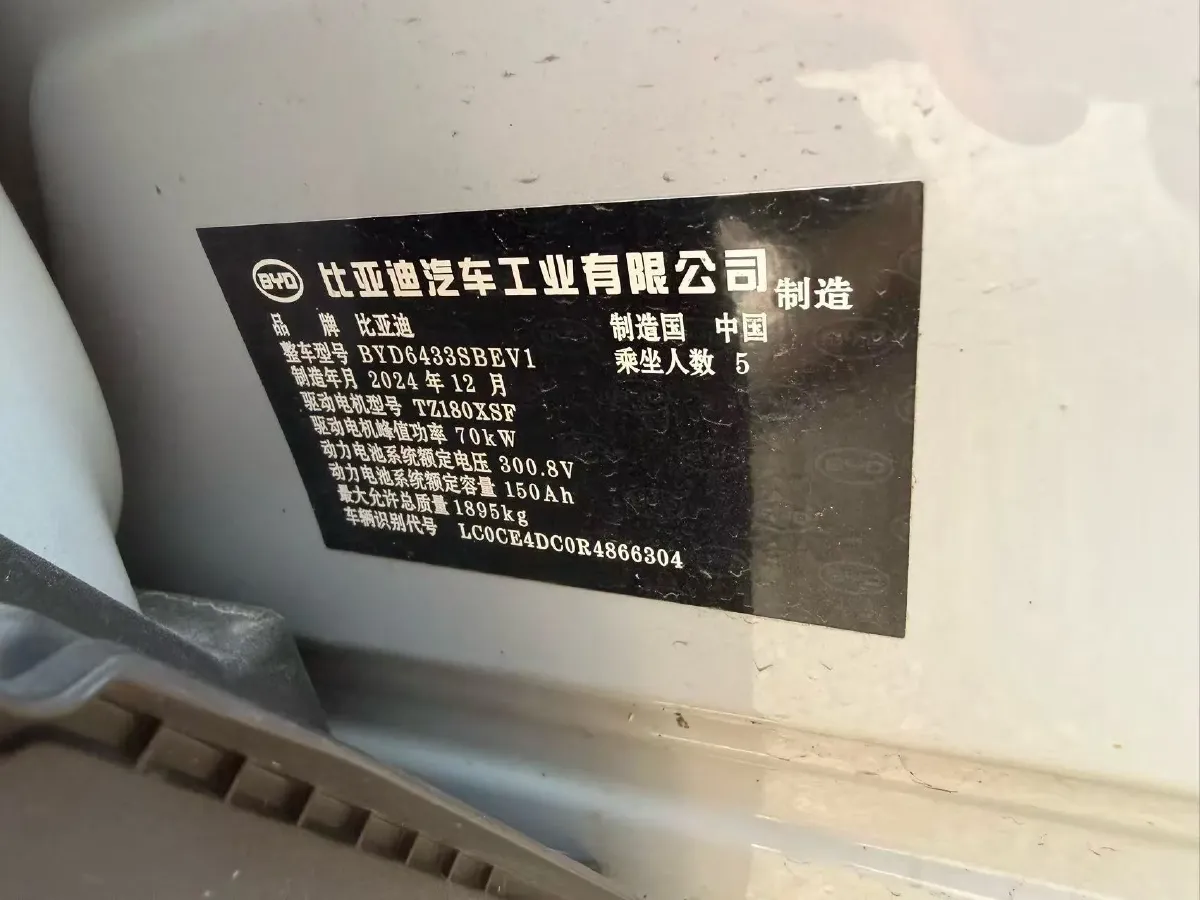 BYD 比亚迪汽车工业有限公司制造
品 牌 比亚迪 制造国 中国
整车型号 BYD6433SBEV1 乘坐人数 5
制造年月 2024 年 12 月
驱动电机型号 TZ180XSF
驱动电机峰值功率 70kW
动力电池系统额定电压 300.8V
动力电池系统额定容量 150Ah
最大允许总质量 1895kg
车辆识别代号 LC0CE4DC0R4866304